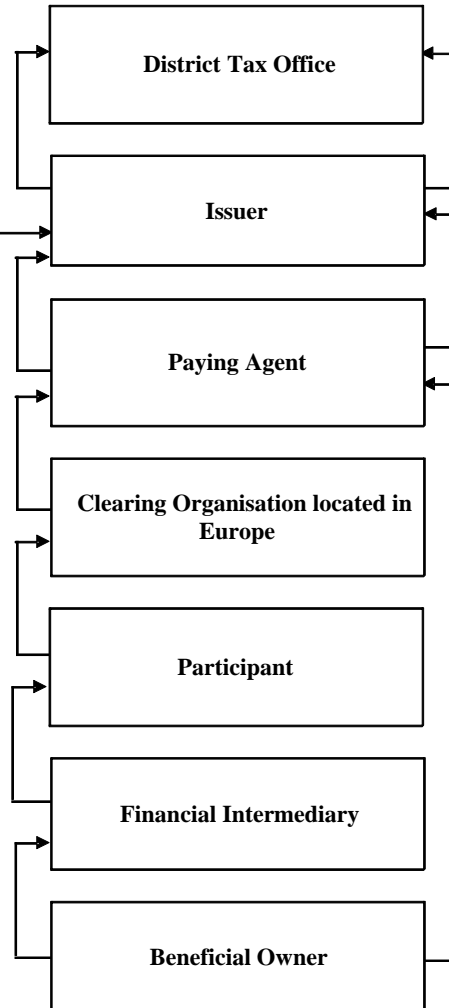 District Tax Office
Issuer
Paying Agent
Clearing Organisation located in
Europe
Participant
Financial Intermediary
Beneficial Owner